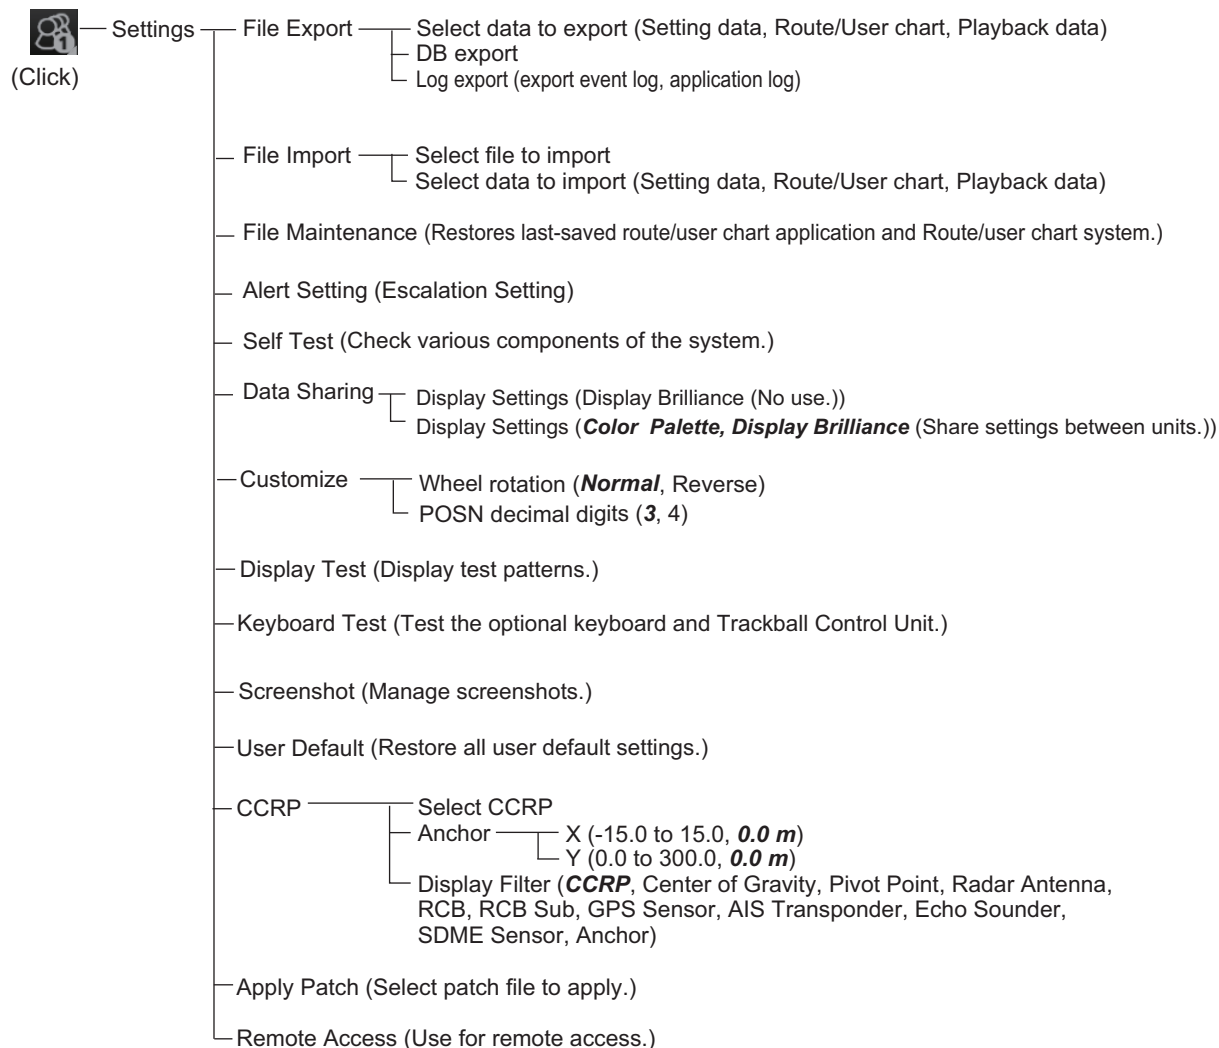 1
Settings File Export Select data to export (Setting data, Route/User chart, Playback data)
(Click)
DB export
Log export (export event log, application log)
File Import Select file to import
Select data to import (Setting data, Route/User chart, Playback data)
File Maintenance (Restores last-saved route/user chart application and Route/user chart system.)
Alert Setting (Escalation Setting)
Self Test (Check various components of the system.)
Data Sharing Display Settings (Display Brilliance (No use.))
Display Settings (Color Palette, Display Brilliance (Share settings between units.))
Customize Wheel rotation (Normal, Reverse)
POSN decimal digits (3, 4)
Display Test (Display test patterns.)
Keyboard Test (Test the optional keyboard and Trackball Control Unit.)
Screenshot (Manage screenshots.)
User Default (Restore all user default settings.)
CCRP Select CCRP
Anchor X (-15.0 to 15.0, 0.0 m)
Y (0.0 to 300.0, 0.0 m)
Display Filter (CCRP, Center of Gravity, Pivot Point, Radar Antenna,
RCB, RCB Sub, GPS Sensor, AIS Transponder, Echo Sounder,
SDME Sensor, Anchor)
Apply Patch (Select patch file to apply.)
Remote Access (Use for remote access.)